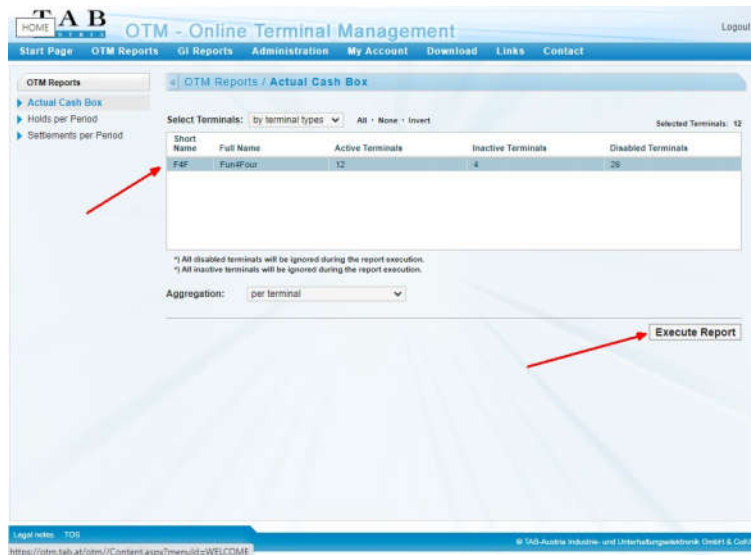 HOME
TAB
AUSTRIA
OTM - Online Terminal Management
Logout
Start Page OTM Reports GI Reports Administration My Account Download Links Contact
OTM Reports
Actual Cash Box
Holds per Period
Settlements per Period
OTM Reports / Actual Cash Box
Select Terminals: by terminal types All · None · Invert
Selected Terminals: 12
Short Name Full Name Active Terminals Inactive Terminals Disabled Terminals
F4F Fun4Four 12 4
*) All disabled terminals will be ignored during the report execution.
*) All inactive terminals will be ignored during the report execution.
Aggregation: per terminal
Execute Report
Legal notes TOS
© TAB-Austria Industrie- und Unterhaltungselektronik GmbH & CoK
https://otm.tab.at/otm//Content.aspx?menuId=WELCOME